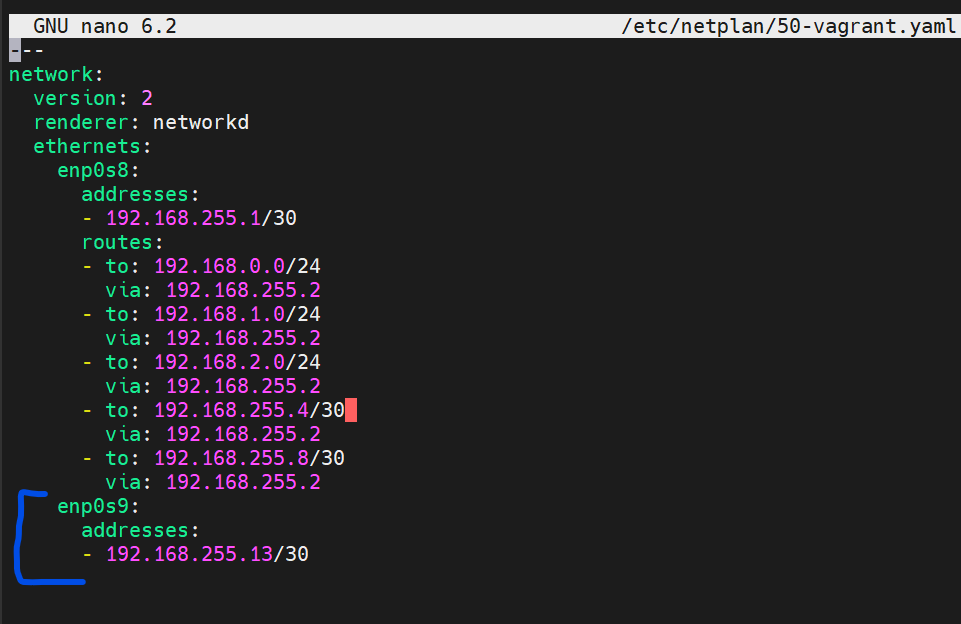 GNU nano 6.2 /etc/netplan/50-vagrant.yaml
---
network:
  version: 2
  renderer: networkd
  ethernets:
    enp0s8:
      addresses:
      - 192.168.255.1/30
      routes:
      - to: 192.168.0.0/24
        via: 192.168.255.2
      - to: 192.168.1.0/24
        via: 192.168.255.2
      - to: 192.168.2.0/24
        via: 192.168.255.2
      - to: 192.168.255.4/30
        via: 192.168.255.2
      - to: 192.168.255.8/30
        via: 192.168.255.2
    enp0s9:
      addresses:
      - 192.168.255.13/30